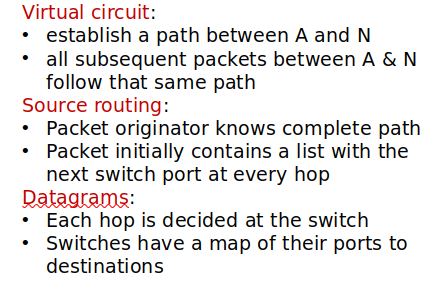 Virtual circuit:
• establish a path between A and N
• all subsequent packets between A & N
follow that same path
Source routing:
• Packet originator knows complete path
• Packet initially contains a list with the
next switch port at every hop
Datagrams:
• Each hop is decided at the switch
• Switches have a map of their ports to
destinations